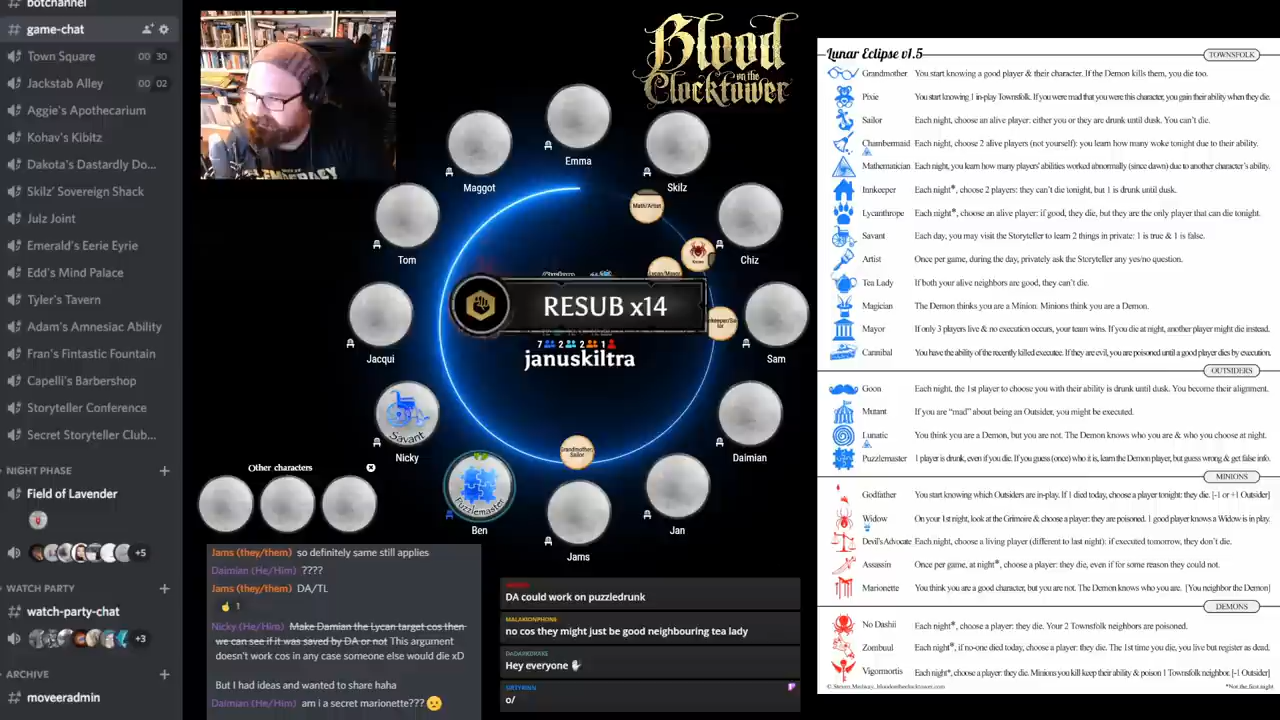 botchannel
game-chat
Town Square
00 30
02
Alex's Apothecarium
Kohav's Kibitz
Dakota's Dastardly Do...
Skilz' Sovereign Shack
Julz Joint
Emerald's Eerie Eyrie
Edd's Mind Palace
Tyler's Tavern
Capelli's Barbershop
Storyteller Conference
Secret Storyteller Club...
NIGHT PHASE
Field of Lavender
+5
WATCH PARTY
watch-party-chat
+3
ARCHIVE
moveeradmin
Blood
on the
Clocktower
Emma
Maggot
Skilz
Tom
Chiz
Jacqui
Sam
Nicky
Savant
Daimian
Ben
Puzzlemaster
Jan
Jams
Math/Artist
RESUB x14
7 2 2 1
januskiltra
Other characters
Jams (they/them) so definitely same still applies
Daimian (He/Him) ????
Jams (they/them) DA/TL
1
Nicky (He/Him) Make Damian the Lycan target cos then
we can see if it was saved by DA or not This argument
doesn't work cos in any case someone else would die xD
But I had ideas and wanted to share haha
Daimian (He/Him) am i a secret marionette???
DA could work on puzzledrunk
no cos they might just be good neighbouring tea lady
Hey everyone
o/
Lunar Eclipse v1.5
TOWNSFOLK
Grandmother You start knowing a good player & their character. If the Demon kills them, you die too.
Pixie You start knowing 1 in-play Townsfolk. If you were mad that you were this character, you gain their ability when they die.
Sailor Each night, choose an alive player: either you or they are drunk until dusk. You can't die.
Chambermaid Each night, choose 2 alive players (not yourself): you learn how many woke tonight due to their ability.
Mathematician Each night, you learn how many players' abilities worked abnormally (since dawn) due to another character's ability.
Innkeeper Each night*, choose 2 players: they can't die tonight, but 1 is drunk until dusk.
Lycanthrope Each night*, choose an alive player: if good, they die, but they are the only player that can die tonight.
Savant Each day, you may visit the Storyteller to learn 2 things in private: 1 is true & 1 is false.
Artist Once per game, during the day, privately ask the Storyteller any yes/no question.
Tea Lady If both your alive neighbors are good, they can't die.
Magician The Demon thinks you are a Minion. Minions think you are a Demon.
Mayor If only 3 players live & no execution occurs, your team wins. If you die at night, another player might die instead.
Cannibal You have the ability of the recently killed executee. If they are evil, you are poisoned until a good player dies by execution.
OUTSIDERS
Goon Each night, the 1st player to choose you with their ability is drunk until dusk. You become their alignment.
Mutant If you are "mad" about being an Outsider, you might be executed.
Lunatic You think you are a Demon, but you are not. The Demon knows who you are & who you choose at night.
Puzzlemaster 1 player is drunk, even if you die. If you guess (once) who it is, learn the Demon player, but guess wrong & get false info.
MINIONS
Godfather You start knowing which Outsiders are in-play. If 1 died today, choose a player tonight: they die. [-1 or +1 Outsider]
Widow On your 1st night, look at the Grimoire & choose a player: they are poisoned. 1 good player knows a Widow is in play.
Devil's Advocate Each night, choose a living player (different to last night): if executed tomorrow, they don't die.
Assassin Once per game, at night*, choose a player: they die, even if for some reason they could not.
Marionette You think you are a good character, but you are not. The Demon knows who you are. [You neighbor the Demon]
DEMONS
No Dashii Each night*, choose a player: they die. Your 2 Townsfolk neighbors are poisoned.
Zombuul Each night*, if no-one died today, choose a player: they die. The 1st time you die, you live but register as dead.
Vigormortis Each night*, choose a player: they die. Minions you kill keep their ability & poison 1 Townsfolk neighbor. [-1 Outsider]
© Steven Medway, bloodontheclocktower.com
*Not the first night